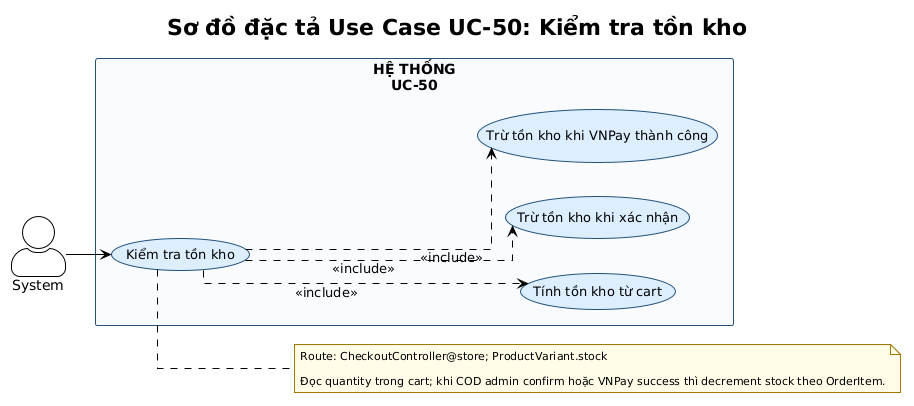 Sơ đồ đặc tả Use Case UC-50: Kiểm tra tồn kho
HỆ THỐNG
UC-50
Trừ tồn kho khi VNPay thành công
Trừ tồn kho khi xác nhận
Kiểm tra tồn kho
«include»
«include»
System
Tính tồn kho từ cart
«include»
Route: CheckoutController@store; ProductVariant.stock
Đọc quantity trong cart; khi COD admin confirm hoặc VNPay success thì decrement stock theo OrderItem.